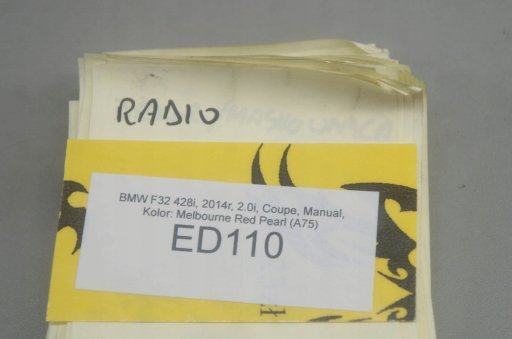 RADIO
BMW F32 428i, 2014r, 2.0i, Coupe, Manual,
Kolor: Melbourne Red Pearl (A75)
ED110